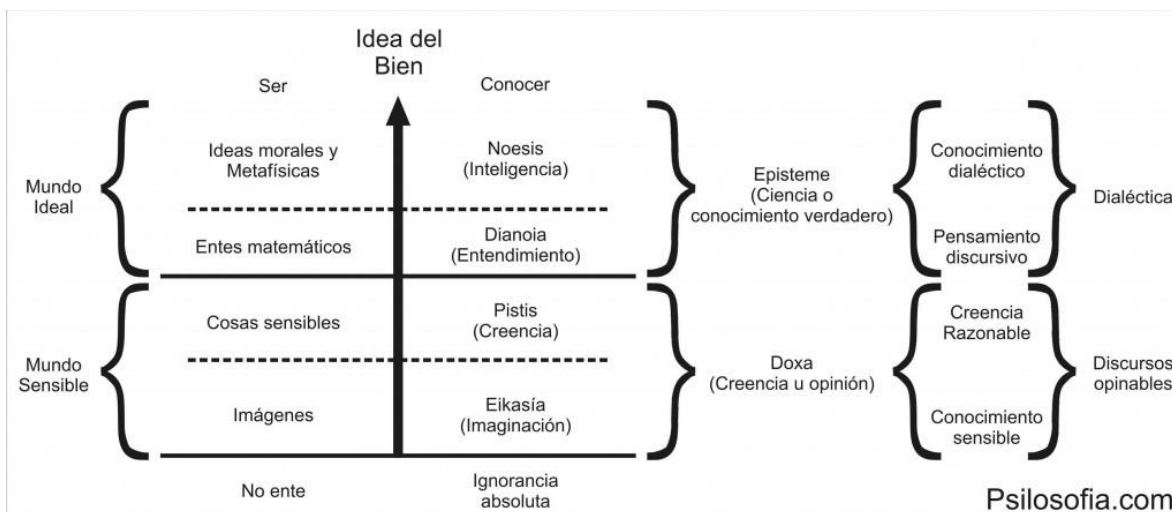 Idea del
Bien
Ser
Conocer
Mundo
Ideal
Ideas morales y
Metafísicas
Noesis
(Inteligencia)
Entes matemáticos
Dianoia
(Entendimiento)
Episteme
(Ciencia o
conocimiento verdadero)
Conocimiento
dialéctico
Pensamiento
discursivo
Dialéctica
Mundo
Sensible
Cosas sensibles
Pistis
(Creencia)
Imágenes
Eikasía
(Imaginación)
Doxa
(Creencia u opinión)
Creencia
Razonable
Conocimiento
sensible
Discursos
opinables
No ente
Ignorancia
absoluta
Psilosofia.com